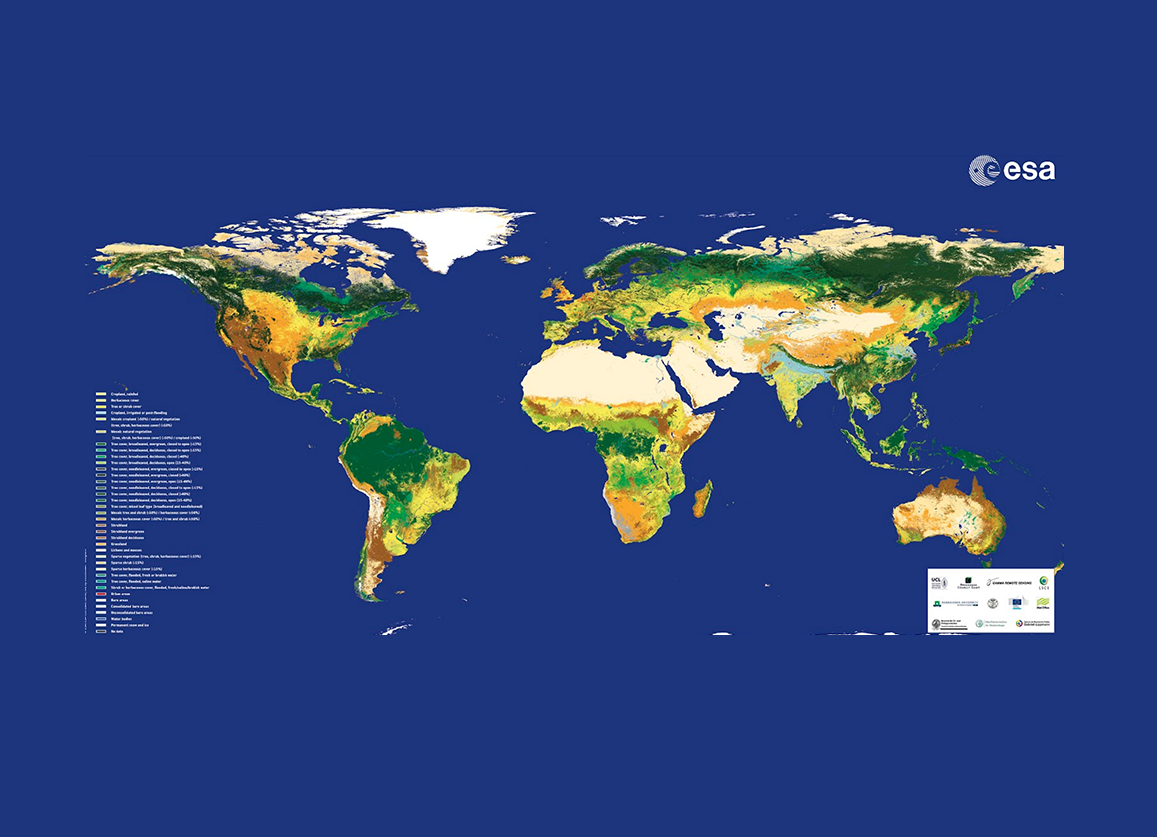 esa
Cropland, rainfed
Herbaceous cover
Tree or shrub cover
Cropland, irrigated or post-flooding
Mosaic cropland (>50%) / natural vegetation
(tree, shrub, herbaceous cover) (<50%)
Mosaic natural vegetation
(tree, shrub, herbaceous cover) (>50%) / cropland (<50%)
Tree cover, broadleaved, evergreen, closed to open (>15%)
Tree cover, broadleaved, deciduous, closed to open (>15%)
Tree cover, broadleaved, deciduous, closed (>40%)
Tree cover, broadleaved, deciduous, open (15-40%)
Tree cover, needleleaved, evergreen, closed to open (>15%)
Tree cover, needleleaved, evergreen, closed (>40%)
Tree cover, needleleaved, evergreen, open (15-40%)
Tree cover, needleleaved, deciduous, closed to open (>15%)
Tree cover, needleleaved, deciduous, closed (>40%)
Tree cover, needleleaved, deciduous, open (15-40%)
Tree cover, mixed leaf type (broadleaved and needleleaved)
Mosaic tree and shrub (>50%) / herbaceous cover (<50%)
Mosaic herbaceous cover (>50%) / tree and shrub (<50%)
Shrubland
Shrubland evergreen
Shrubland deciduous
Grassland
Lichens and mosses
Sparse vegetation (tree, shrub, herbaceous cover) (<15%)
Sparse shrub (<15%)
Sparse herbaceous cover (<15%)
Tree cover, flooded, fresh or brakish water
Tree cover, flooded, saline water
Shrub or herbaceous cover, flooded, fresh/saline/brakish water
Urban areas
Bare areas
Consolidated bare areas
Unconsolidated bare areas
Water bodies
Permanent snow and ice
No data
UCL
GAMMA REMOTE SENSING
LSCE
WAGENINGEN UNIVERSITY